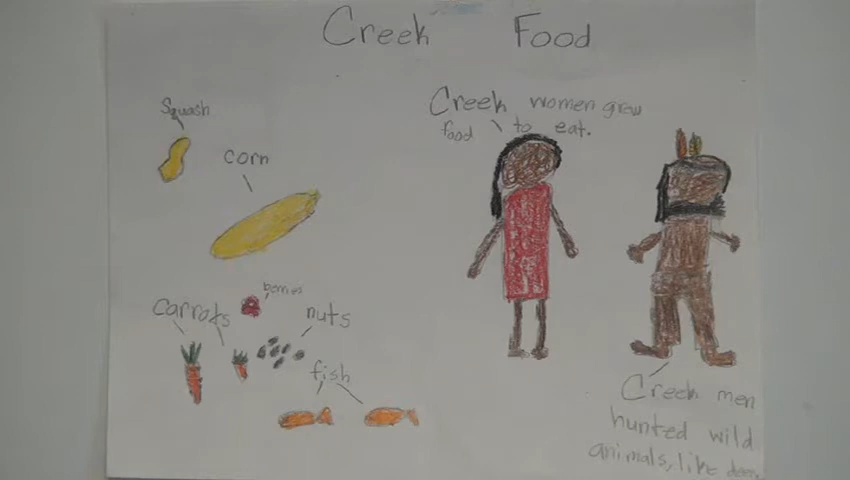 Creek Food
Squash
corn
Creek women grew
food to eat.
berries
carrots
nuts
fish
Creek men
hunted wild
animals, like deer.